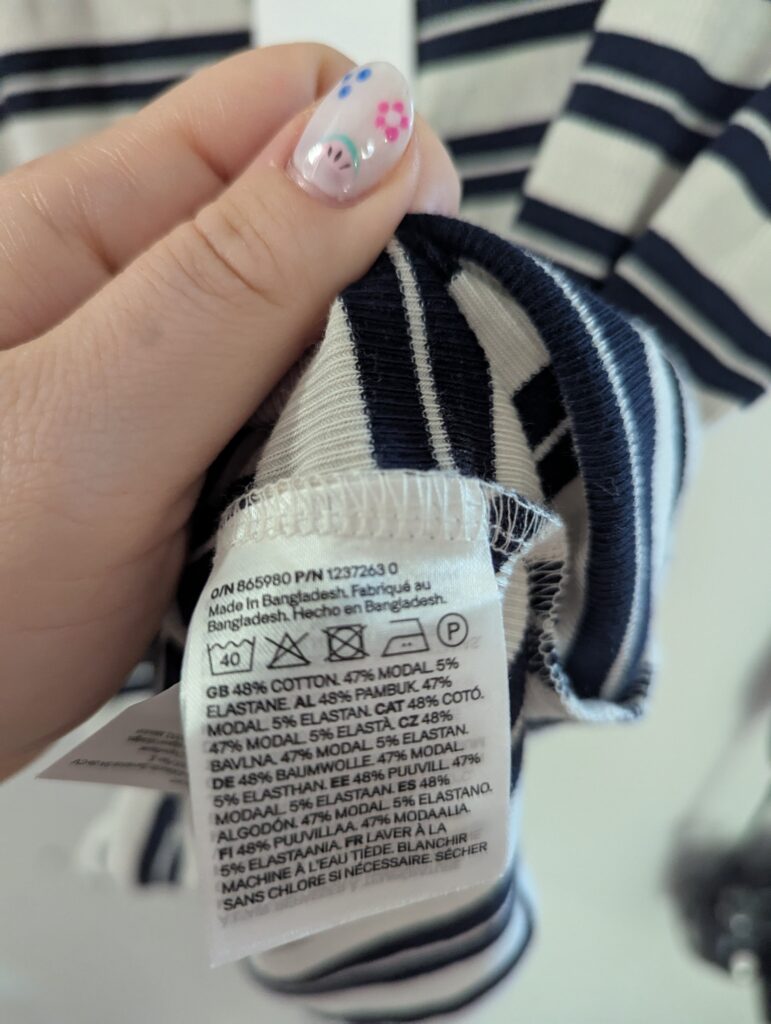 O/N 865980 P/N 1237263 0
Made in Bangladesh. Fabriqué au
Bangladesh. Hecho en Bangladesh.
40 P
GB 48% COTTON. 47% MODAL. 5%
ELASTANE. AL 48% PAMBUK. 47%
MODAL. 5% ELASTAN. CAT 48% COTÓ.
47% MODAL. 5% ELASTÀ. CZ 48%
BAVLNA. 47% MODAL. 5% ELASTAN.
DE 48% BAUMWOLLE. 47% MODAL.
5% ELASTHAN. EE 48% PUUVILL. 47%
MODAAL. 5% ELASTAAN. ES 48%
ALGODÓN. 47% MODAL. 5% ELASTANO.
FI 48% PUUVILLAA. 47% MODAALIA.
5% ELASTAANIA. FR LAVER À LA
MACHINE À L'EAU TIÈDE. BLANCHIR
SANS CHLORE SI NÉCESSAIRE. SÉCHER